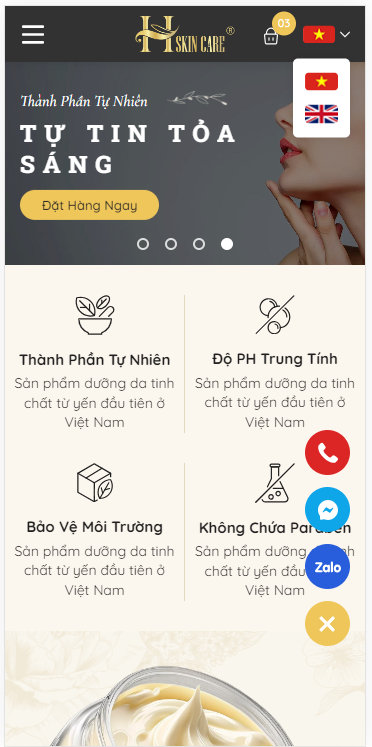 H SKIN CARE ®
03
Thành Phần Tự Nhiên
TỰ TIN TỎA
SÁNG
Đặt Hàng Ngay
Thành Phần Tự Nhiên
Sản phẩm dưỡng da tinh
chất từ yến đầu tiên ở
Việt Nam
Độ PH Trung Tính
Sản phẩm dưỡng da tinh
chất từ yến đầu tiên ở
Việt Nam
Bảo Vệ Môi Trường
Sản phẩm dưỡng da tinh
chất từ yến đầu tiên ở
Việt Nam
Không Chứa Paraben
Sản phẩm dưỡng da tinh
chất từ yến đầu tiên ở
Việt Nam
Zalo